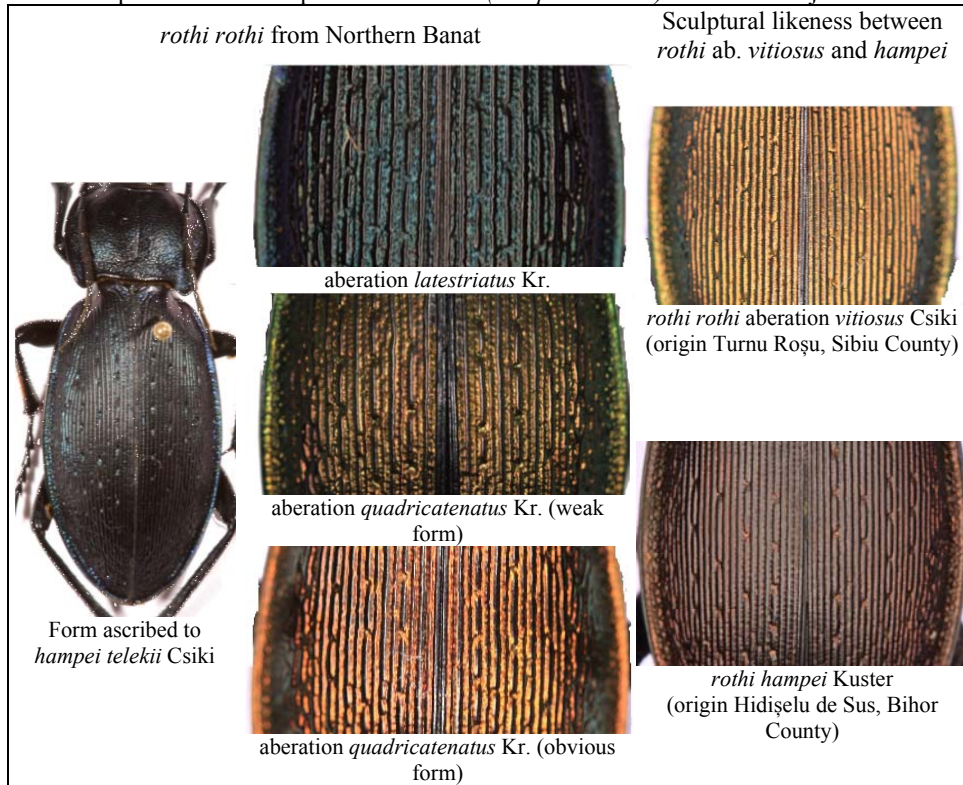 rothi rothi from Northern Banat
Sculptural likeness between
rothi ab. vitiosus and hampei
aberation latestriatus Kr.
rothi rothi aberation vitiosus Csiki
(origin Turnu Roșu, Sibiu County)
aberation quadricatenatus Kr. (weak
form)
Form ascribed to
hampei telekii Csiki
rothi hampei Kuster
(origin Hidișelu de Sus, Bihor
County)
aberation quadricatenatus Kr. (obvious
form)